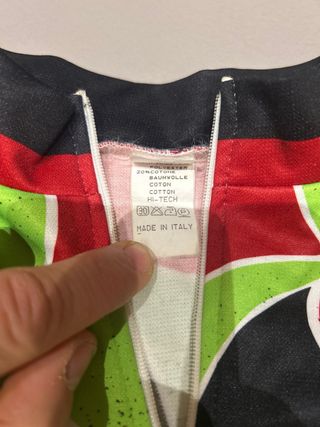 POLYESTER
20%COTONE
BAUMWOLLE
COTON
COTTON
HI-TECH
MADE IN ITALY